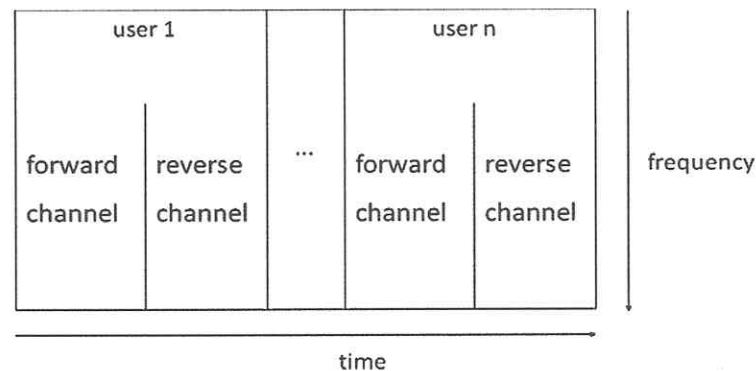 user 1
user n
forward
channel
reverse
channel
...
forward
channel
reverse
channel
frequency
time